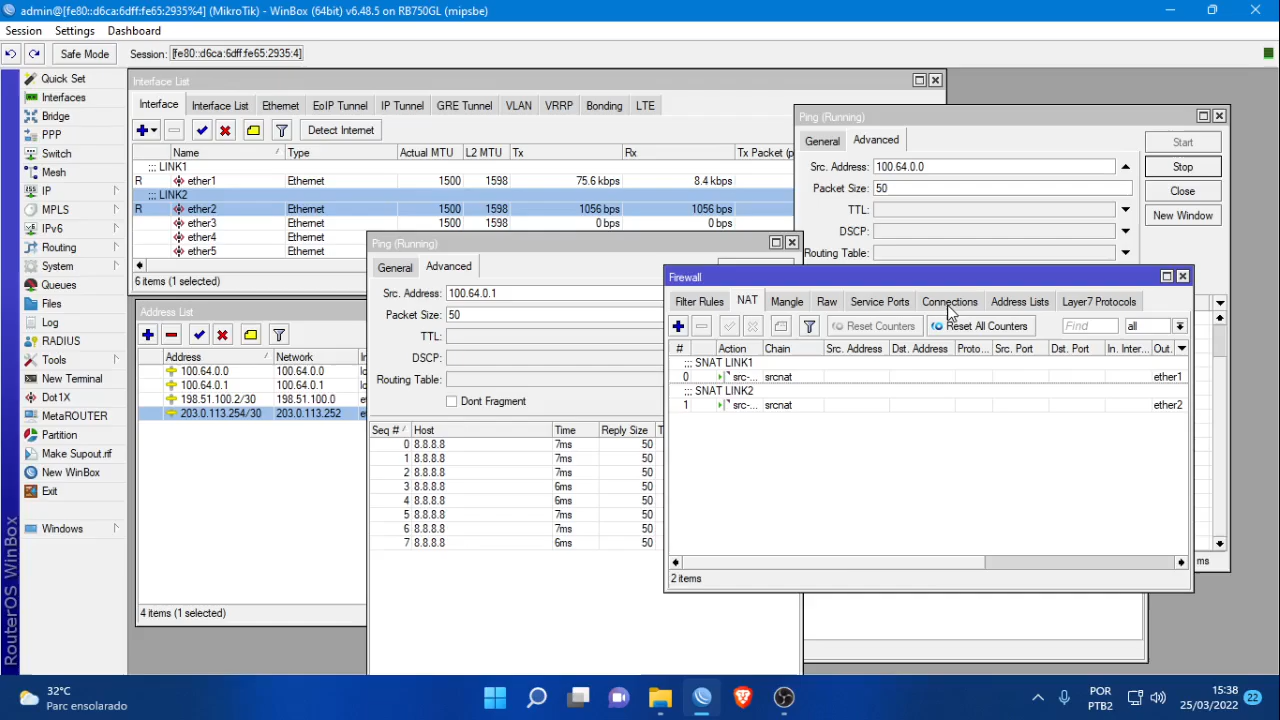 admin@[fe80::d6ca:6dff:fe65:2935%4] (MikroTik) - WinBox (64bit) v6.48.5 on RB750GL (mipsbe)
Session Settings Dashboard
Safe Mode Session: [fe80::d6ca:6dff:fe65:2935:4]
RouterOS WinBox
Quick Set
Interfaces
Bridge
PPP
Switch
Mesh
IP
MPLS
IPv6
Routing
System
Queues
Files
Log
RADIUS
Tools
New Terminal
Dot1X
MetaROUTER
Partition
Make Supout.rif
New WinBox
Exit
Windows
Interface List
Interface Interface List Ethernet EoIP Tunnel IP Tunnel GRE Tunnel VLAN VRRP Bonding LTE
Detect Internet
Name Type Actual MTU L2 MTU Tx Rx Tx Packet (p
;;; LINK1
R ether1 Ethernet 1500 1598 75.6 kbps 8.4 kbps
;;; LINK2
R ether2 Ethernet 1500 1598 1056 bps 1056 bps
ether3 Ethernet 1500 1598 0 bps 0 bps
ether4 Ethernet
ether5 Ethernet
6 items (1 selected)
Ping (Running)
General Advanced
Src. Address: 100.64.0.0
Packet Size: 50
TTL:
DSCP:
Routing Table:
Start
Stop
Close
New Window
ms
Address List
Address Network
100.64.0.0 100.64.0.0
100.64.0.1 100.64.0.1
198.51.100.2/30 198.51.100.0
203.0.113.254/30 203.0.113.252
4 items (1 selected)
Ping (Running)
General Advanced
Src. Address: 100.64.0.1
Packet Size: 50
TTL:
DSCP:
Routing Table:
Dont Fragment
Seq # Host Time Reply Size T
0 8.8.8.8 7ms 50
1 8.8.8.8 7ms 50
2 8.8.8.8 7ms 50
3 8.8.8.8 6ms 50
4 8.8.8.8 6ms 50
5 8.8.8.8 7ms 50
6 8.8.8.8 7ms 50
7 8.8.8.8 6ms 50
Firewall
Filter Rules NAT Mangle Raw Service Ports Connections Address Lists Layer7 Protocols
Reset Counters Reset All Counters Find all
# Action Chain Src. Address Dst. Address Proto... Src. Port Dst. Port In. Inter... Out.
;;; SNAT LINK1
0 src-... srcnat ether1
;;; SNAT LINK2
1 src-... srcnat ether2
2 items
32°C
Parc ensolarado
POR
PTB2
15:38
25/03/2022
22